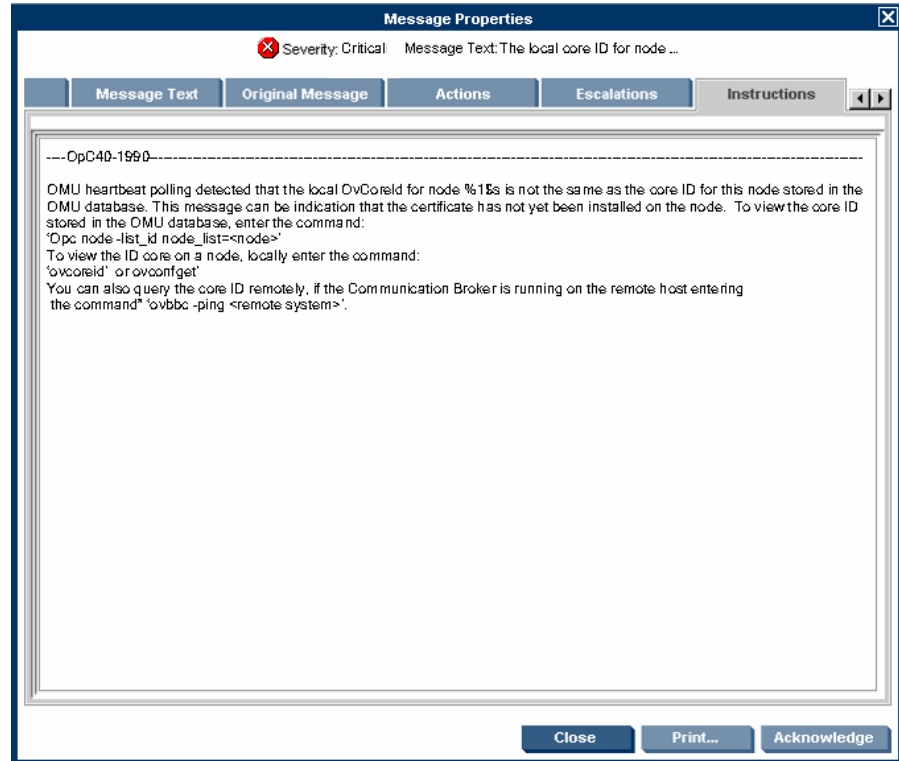 Message Properties
Severity: Critical Message Text: The local core ID for node ...
Message Text Original Message Actions Escalations Instructions
----OpC40-1990-----------------------------------------------------------------------
OMU heartbeat polling detected that the local OvCoreId for node %1$s is not the same as the core ID for this node stored in the
OMU database. This message can be indication that the certificate has not yet been installed on the node. To view the core ID
stored in the OMU database, enter the command:
'Opc node -list_id node_list=<node>'
To view the ID core on a node, locally enter the command:
'ovcoreid' or ovconfget'
You can also query the core ID remotely, if the Communication Broker is running on the remote host entering
the command" 'ovbbc -ping <remote system>'.
Close Print... Acknowledge